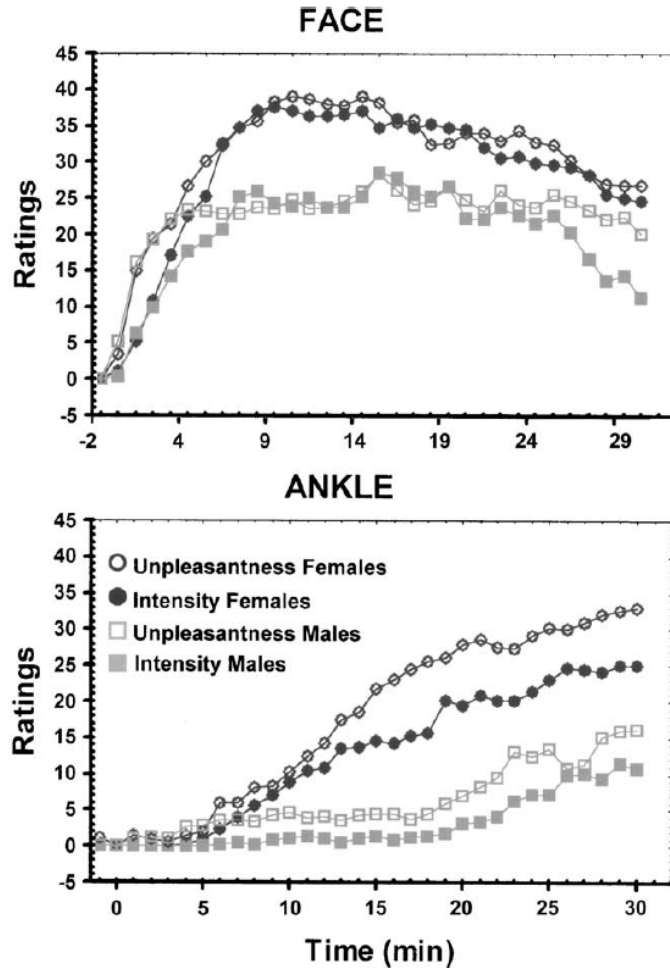 FACE
45
40
35
30
25
20
15
10
5
0
-5
Ratings
-2 4 9 14 19 24 29
ANKLE
45
40
35
30
25
20
15
10
5
0
-5
Ratings
Unpleasantness Females
Intensity Females
Unpleasantness Males
Intensity Males
0 5 10 15 20 25 30
Time (min)